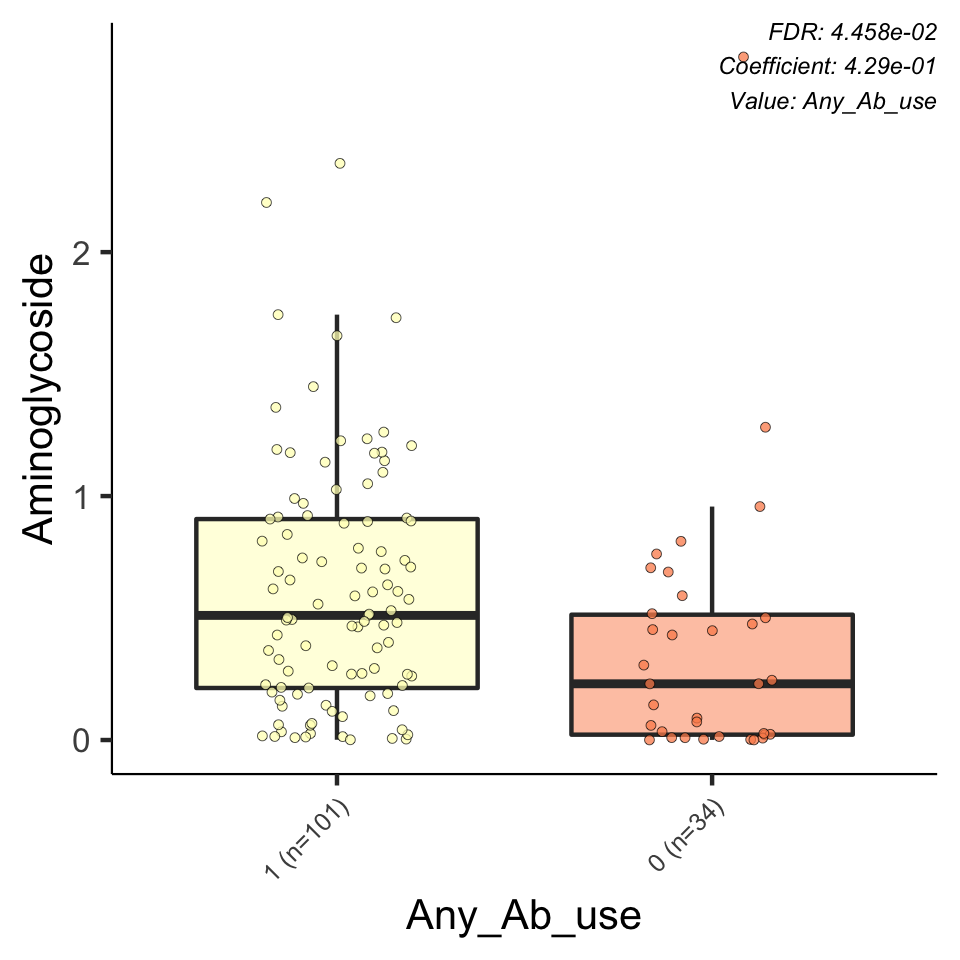 FDR: 4.458e-02
Coefficient: 4.29e-01
Value: Any_Ab_use
Aminoglycoside
2
1
0
1 (n=101)
0 (n=34)
Any_Ab_use